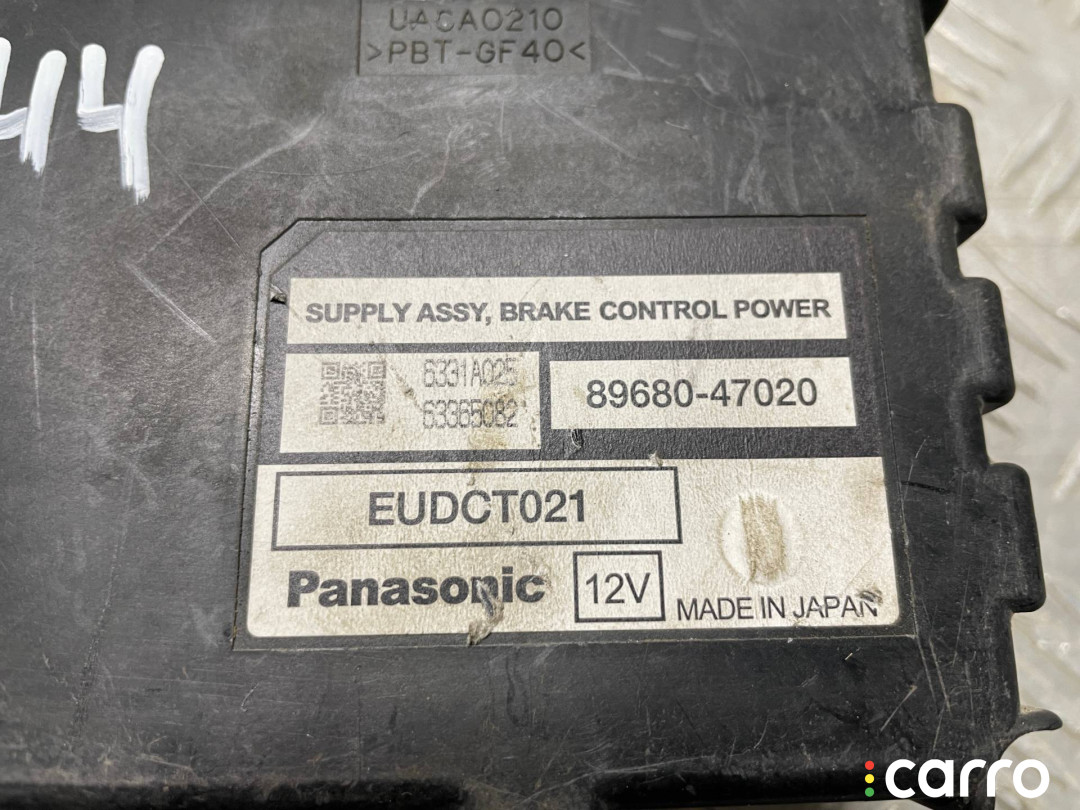 UACA0210
>PBT-GF40<
44
SUPPLY ASSY, BRAKE CONTROL POWER
6331A025
63365082
89680-47020
EUDCT021
Panasonic
12V
MADE IN JAPAN
carro